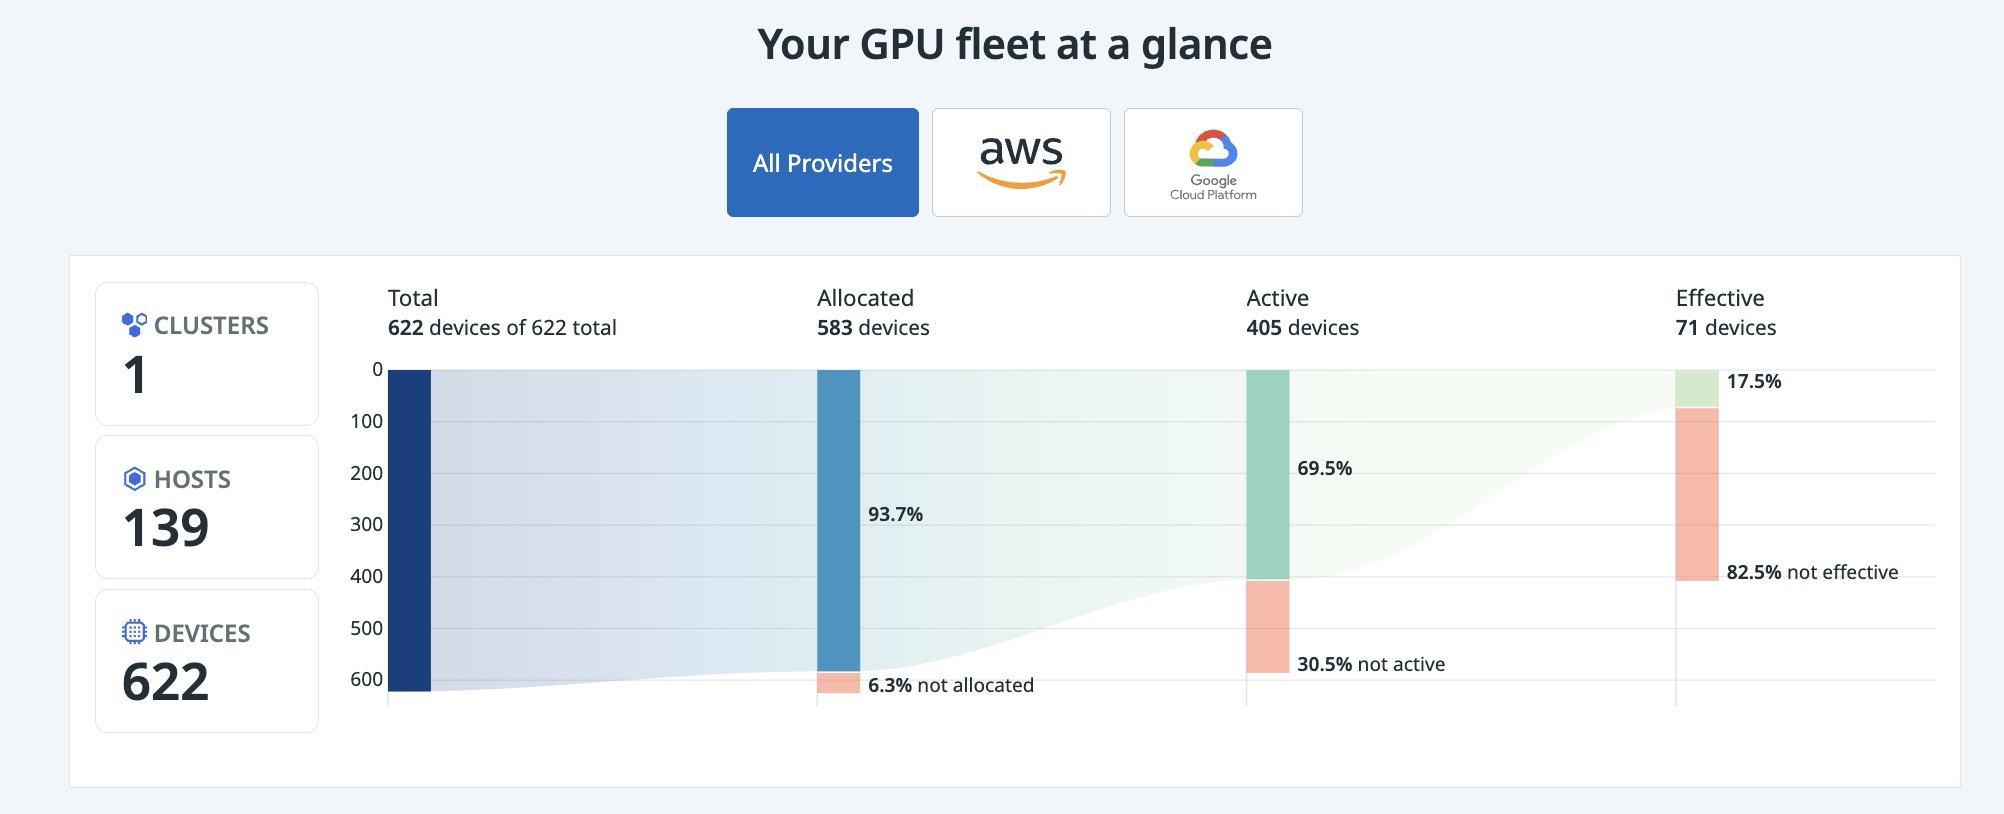 Your GPU fleet at a glance
All Providers
aws
Google
Cloud Platform
CLUSTERS
1
HOSTS
139
DEVICES
622
Total
622 devices of 622 total
Allocated
583 devices
Active
405 devices
Effective
71 devices
0
100
200
300
400
500
600
93.7%
6.3% not allocated
69.5%
30.5% not active
17.5%
82.5% not effective